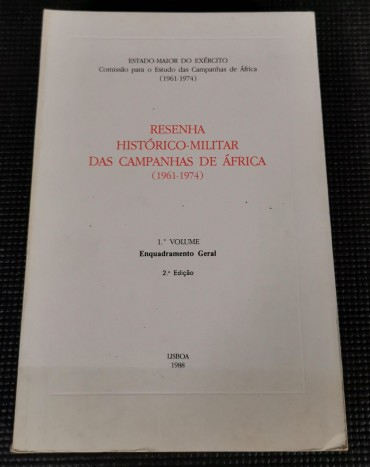 ESTADO-MAIOR DO EXÉRCITO
Comissão para o Estudo das Campanhas de África
(1961-1974)
RESENHA
HISTÓRICO-MILITAR
DAS CAMPANHAS DE ÁFRICA
(1961-1974)
1.º VOLUME
Enquadramento Geral
2.ª Edição
LISBOA
1988